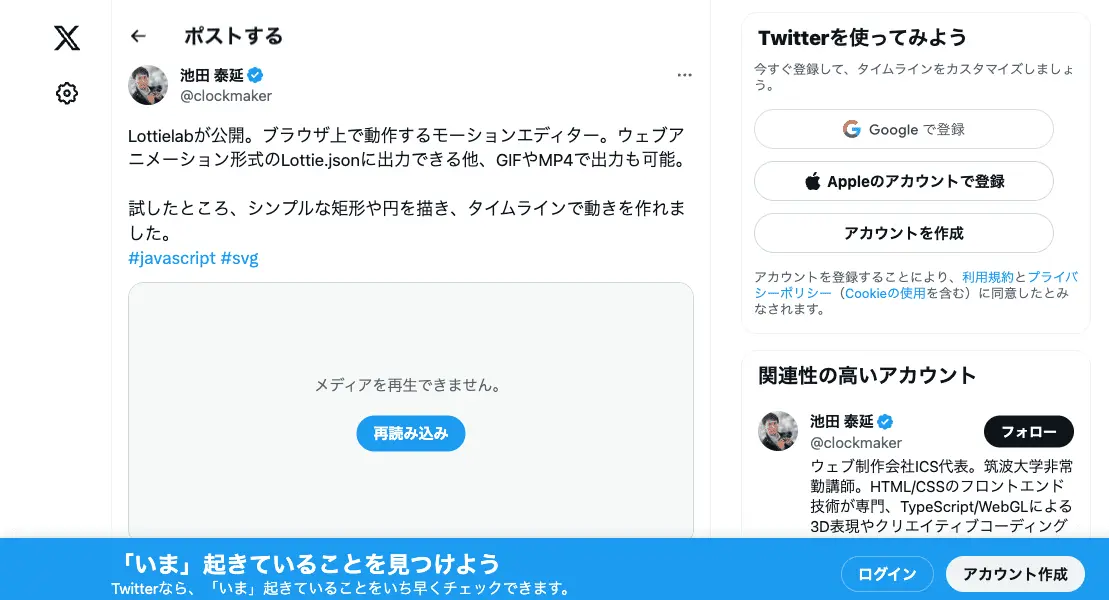 ポストする
池田 泰延
@clockmaker
Lottielabが公開。ブラウザ上で動作するモーションエディター。ウェブア
ニメーション形式のLottie.jsonに出力できる他、GIFやMP4で出力も可能。
試したところ、シンプルな矩形や円を描き、タイムラインで動きを作れま
した。
#javascript #svg
メディアを再生できません。
再読み込み
Twitterを使ってみよう
今すぐ登録して、タイムラインをカスタマイズしましょ
う。
Google で登録
Appleのアカウントで登録
アカウントを作成
アカウントを登録することにより、利用規約とプライバ
シーポリシー（Cookieの使用を含む）に同意したとみ
なされます。
関連性の高いアカウント
池田 泰延
@clockmaker
フォロー
ウェブ制作会社ICS代表。筑波大学非常
勤講師。HTML/CSSのフロントエンド
技術が専門、TypeScript/WebGLによる
3D表現やクリエイティブコーディング
「いま」起きていることを見つけよう
Twitterなら、「いま」起きていることをいち早くチェックできます。
ログイン
アカウント作成